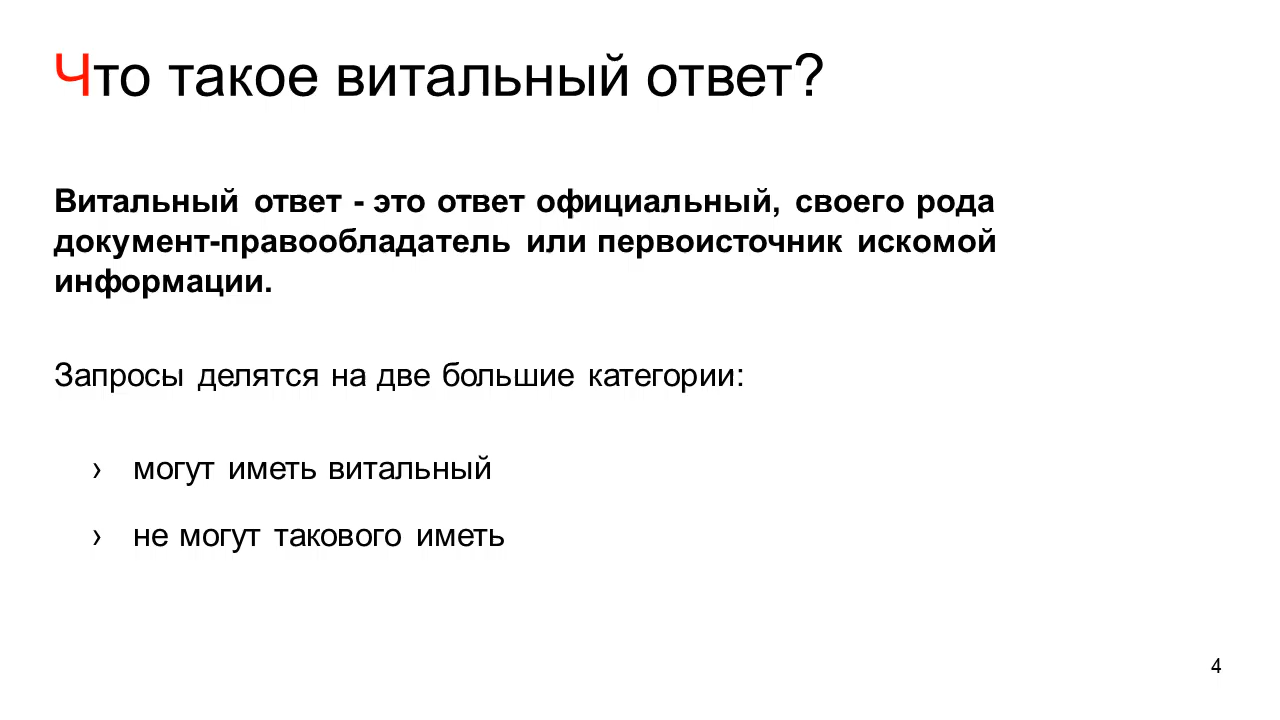 Что такое витальный ответ?
Витальный ответ - это ответ официальный, своего рода
документ-правообладатель или первоисточник искомой
информации.
Запросы делятся на две большие категории:
› могут иметь витальный
› не могут такового иметь
4